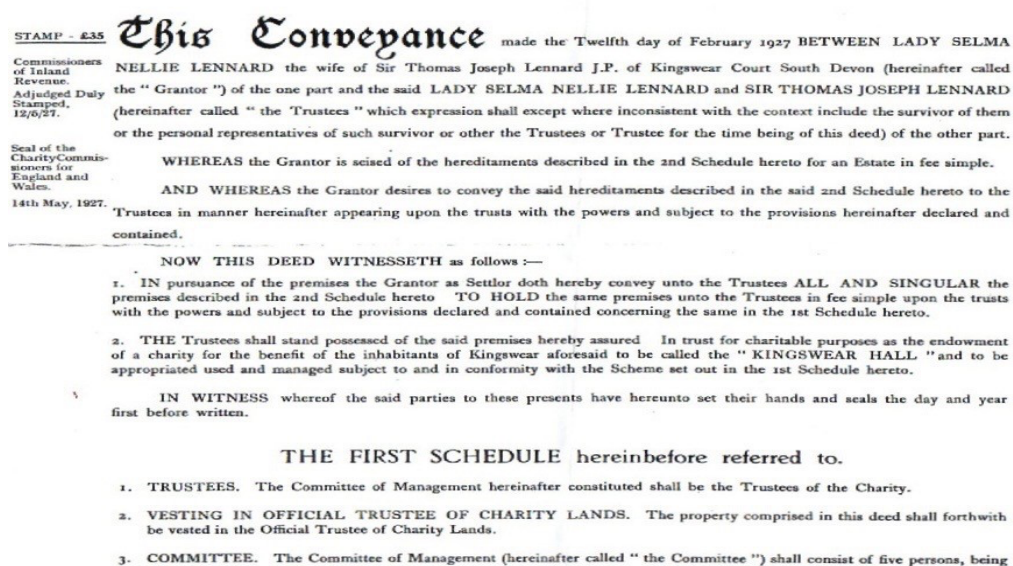 STAMP - £35
Commissioners
of Inland
Revenue.
Adjudged Duly
Stamped,
12/5/27.
Seal of the
CharityCommis-
sioners for
England and
Wales.
14th May, 1927.
This Conveyance made the Twelfth day of February 1927 BETWEEN LADY SELMA
NELLIE LENNARD the wife of Sir Thomas Joseph Lennard J.P. of Kingswear Court South Devon (hereinafter called
the " Grantor ") of the one part and the said LADY SELMA NELLIE LENNARD and SIR THOMAS JOSEPH LENNARD
(hereinafter called " the Trustees " which expression shall except where inconsistent with the context include the survivor of them
or the personal representatives of such survivor or other the Trustees or Trustee for the time being of this deed) of the other part.
WHEREAS the Grantor is seised of the hereditaments described in the 2nd Schedule hereto for an Estate in fee simple.
AND WHEREAS the Grantor desires to convey the said hereditaments described in the said 2nd Schedule hereto to the
Trustees in manner hereinafter appearing upon the trusts with the powers and subject to the provisions hereinafter declared and
contained.
NOW THIS DEED WITNESSETH as follows :—
1. IN pursuance of the premises the Grantor as Settlor doth hereby convey unto the Trustees ALL AND SINGULAR the
premises described in the 2nd Schedule hereto TO HOLD the same premises unto the Trustees in fee simple upon the trusts
with the powers and subject to the provisions declared and contained concerning the same in the 1st Schedule hereto.
2. THE Trustees shall stand possessed of the said premises hereby assured In trust for charitable purposes as the endowment
of a charity for the benefit of the inhabitants of Kingswear aforesaid to be called the " KINGSWEAR HALL " and to be
appropriated used and managed subject to and in conformity with the Scheme set out in the 1st Schedule hereto.
IN WITNESS whereof the said parties to these presents have hereunto set their hands and seals the day and year
first before written.
THE FIRST SCHEDULE hereinbefore referred to.
1. TRUSTEES. The Committee of Management hereinafter constituted shall be the Trustees of the Charity.
2. VESTING IN OFFICIAL TRUSTEE OF CHARITY LANDS. The property comprised in this deed shall forthwith
be vested in the Official Trustee of Charity Lands.
3. COMMITTEE. The Committee of Management (hereinafter called " the Committee ") shall consist of five persons, being